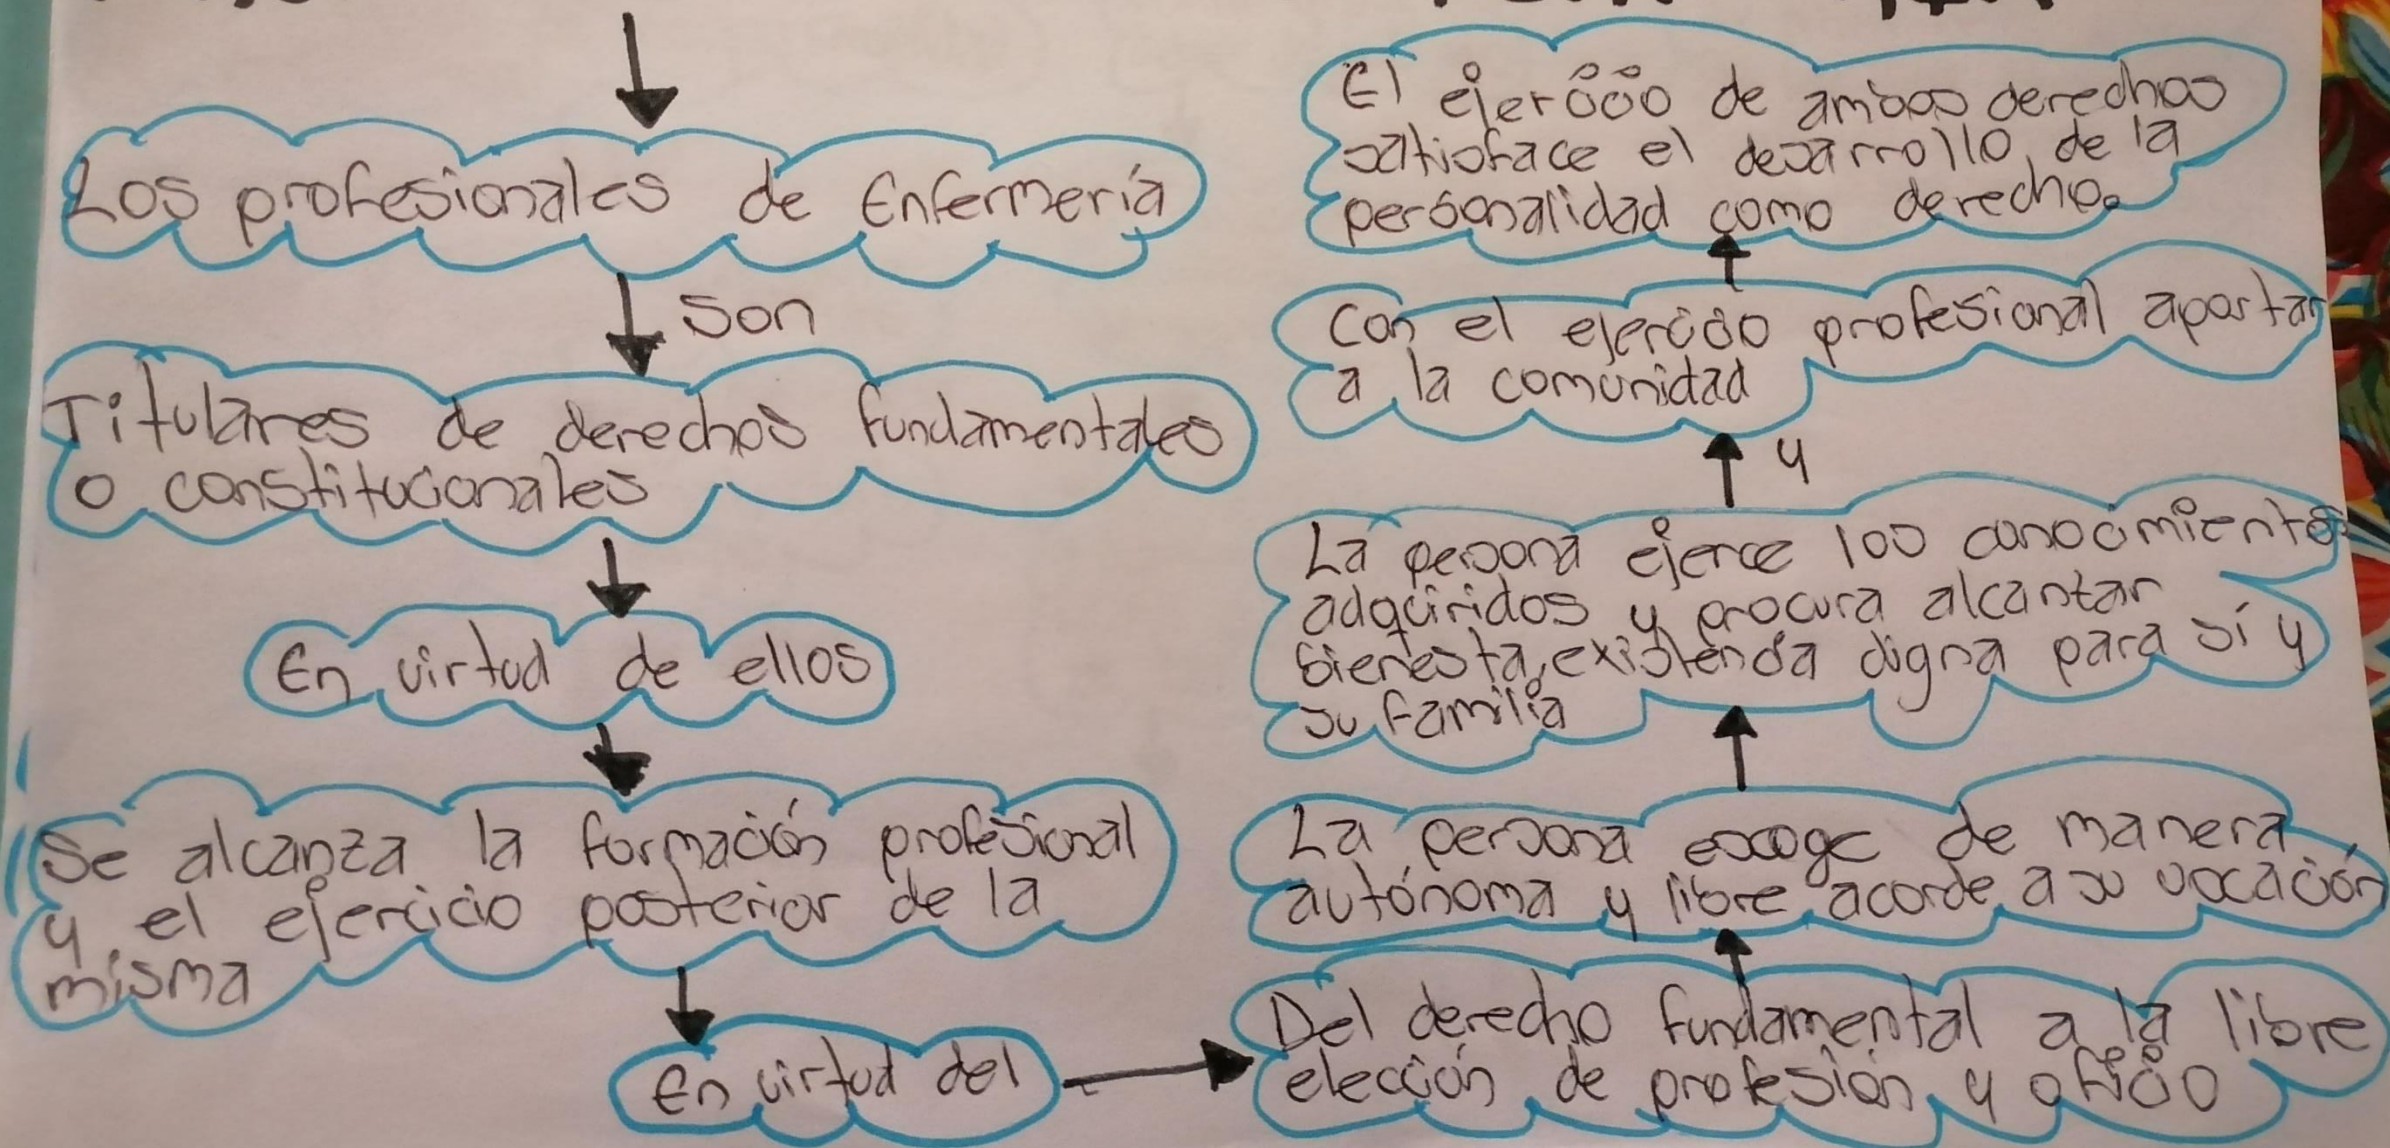 Los profesionales de Enfermería
Son
Titulares de derechos fundamentales
o constitucionales
En virtud de ellos
Se alcanza la formación profesional
y el ejercicio posterior de la
misma
En virtud del
Del derecho fundamental a la libre
elección de profesión y oficio
La persona escoge de manera
autónoma y libre acorde a su vocación
La persona ejerce los conocimientos
adquiridos y procura alcantar
bienesta, existencia digna para sí y
su familia
y
Con el ejercicio profesional aportar
a la comunidad
El ejercicio de ambos derechos
satisface el desarrollo de la
personalidad como derecho.